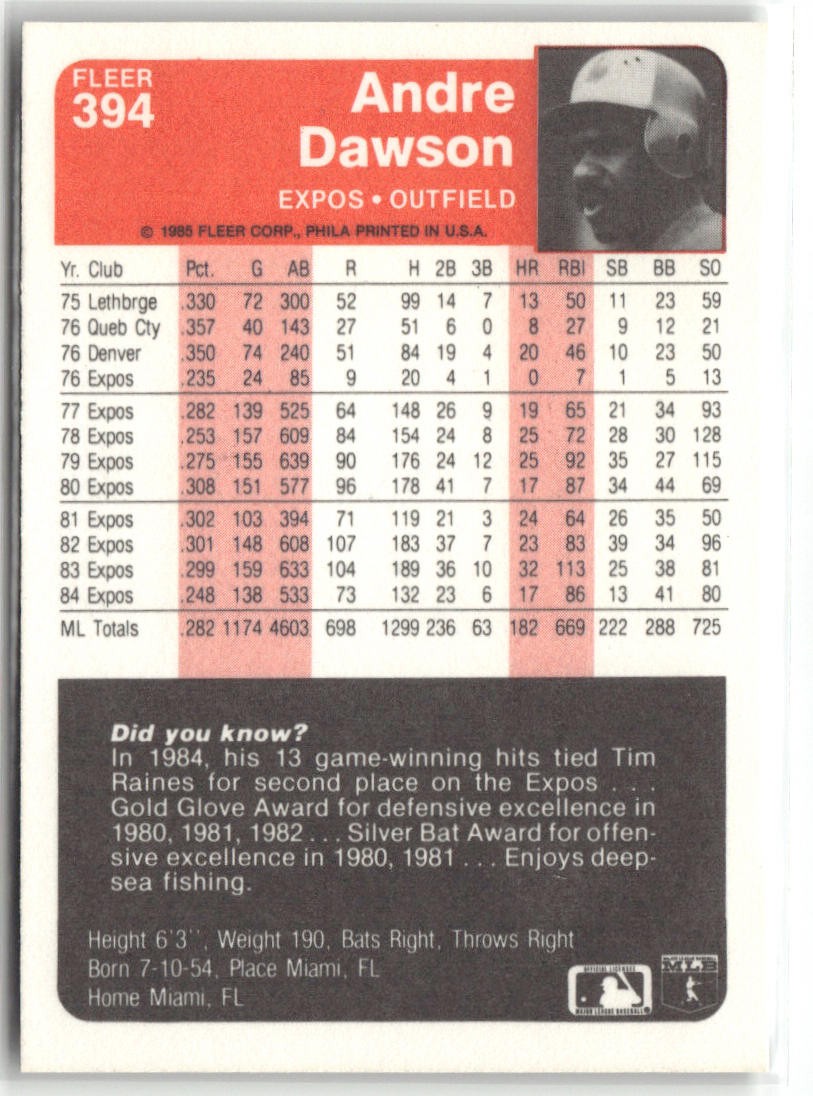 FLEER
394
Andre
Dawson
EXPOS • OUTFIELD
© 1985 FLEER CORP., PHILA PRINTED IN U.S.A.
Yr. Club Pct. G AB R H 2B 3B HR RBI SB BB SO
75 Lethbrge .330 72 300 52 99 14 7 13 50 11 23 59
76 Queb Cty .357 40 143 27 51 6 0 8 27 9 12 21
76 Denver .350 74 240 51 84 19 4 20 46 10 23 50
76 Expos .235 24 85 9 20 4 1 0 7 1 5 13
77 Expos .282 139 525 64 148 26 9 19 65 21 34 93
78 Expos .253 157 609 84 154 24 8 25 72 28 30 128
79 Expos .275 155 639 90 176 24 12 25 92 35 27 115
80 Expos .308 151 577 96 178 41 7 17 87 34 44 69
81 Expos .302 103 394 71 119 21 3 24 64 26 35 50
82 Expos .301 148 608 107 183 37 7 23 83 39 34 96
83 Expos .299 159 633 104 189 36 10 32 113 25 38 81
84 Expos .248 138 533 73 132 23 6 17 86 13 41 80
ML Totals .282 1174 4603 698 1299 236 63 182 669 222 288 725
Did you know?
In 1984, his 13 game-winning hits tied Tim
Raines for second place on the Expos . . .
Gold Glove Award for defensive excellence in
1980, 1981, 1982 . . . Silver Bat Award for offen-
sive excellence in 1980, 1981 . . . Enjoys deep-
sea fishing.
Height 6'3'', Weight 190, Bats Right, Throws Right
Born 7-10-54, Place Miami, FL
Home Miami, FL
OFFICIAL LICENSEE
MAJOR LEAGUE BASEBALL
MLB